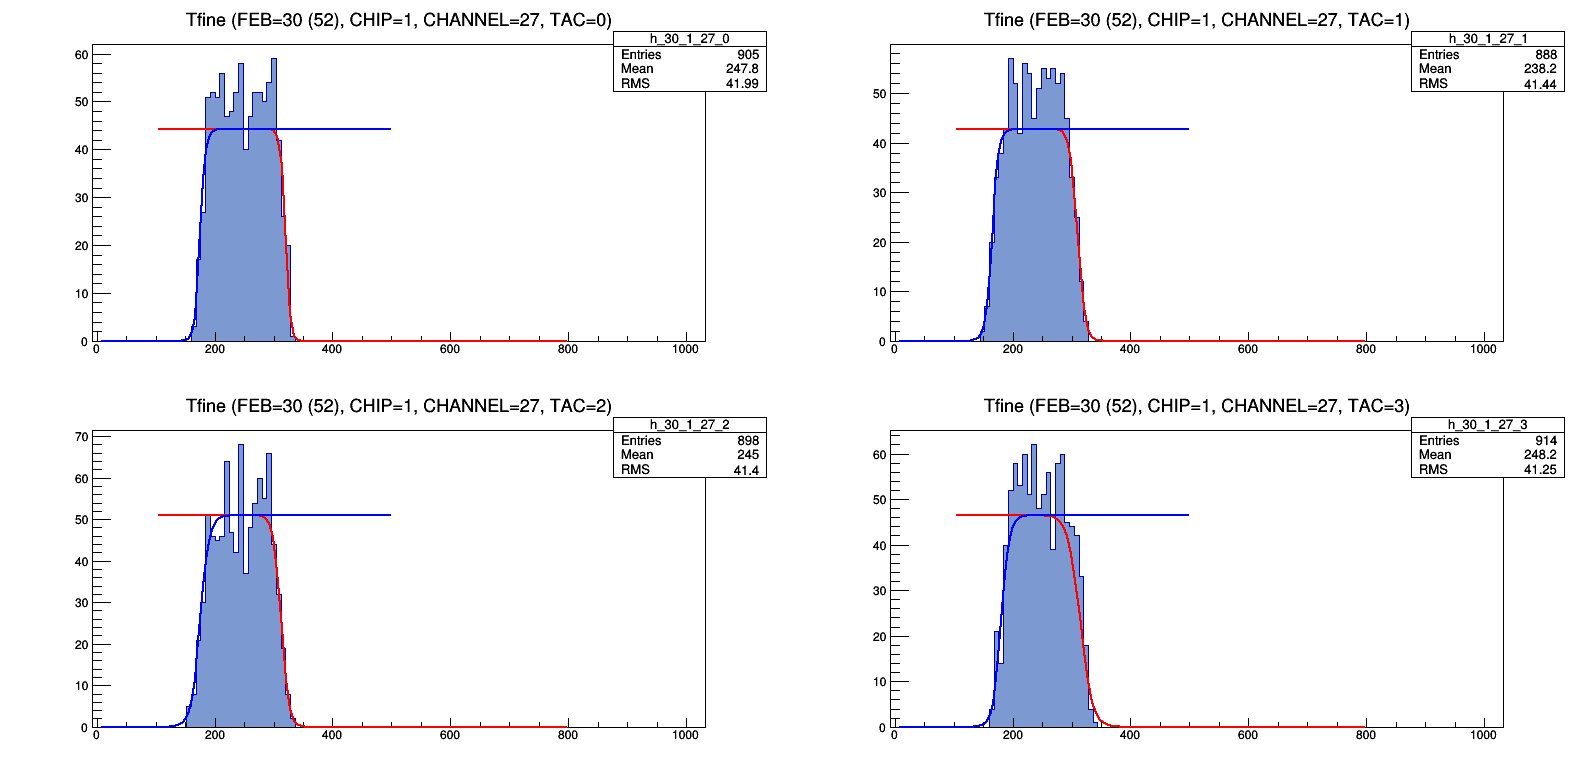 Tfine (FEB=30 (52), CHIP=1, CHANNEL=27, TAC=0)
h_30_1_27_0
Entries 905
Mean 247.8
RMS 41.99
60
50
40
30
20
10
0
0 200 400 600 800 1000
Tfine (FEB=30 (52), CHIP=1, CHANNEL=27, TAC=1)
h_30_1_27_1
Entries 888
Mean 238.2
RMS 41.44
50
40
30
20
10
0
0 200 400 600 800 1000
Tfine (FEB=30 (52), CHIP=1, CHANNEL=27, TAC=2)
h_30_1_27_2
Entries 898
Mean 245
RMS 41.4
70
60
50
40
30
20
10
0
0 200 400 600 800 1000
Tfine (FEB=30 (52), CHIP=1, CHANNEL=27, TAC=3)
h_30_1_27_3
Entries 914
Mean 248.2
RMS 41.25
60
50
40
30
20
10
0
0 200 400 600 800 1000